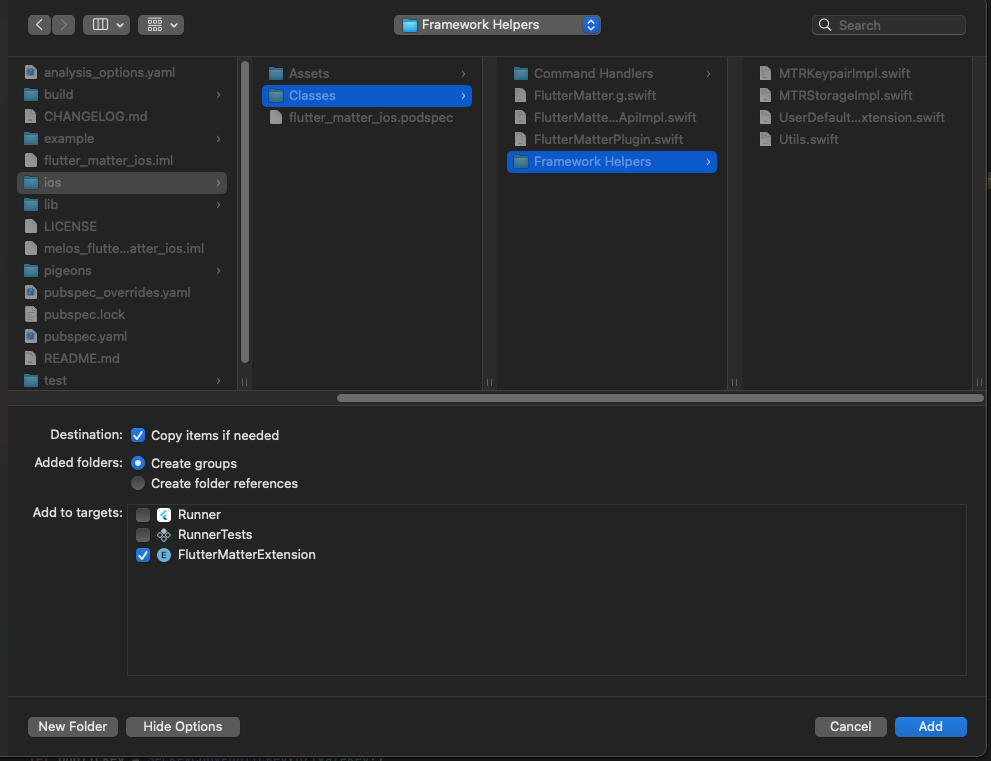 Framework Helpers
Search
analysis_options.yaml
build
CHANGELOG.md
example
flutter_matter_ios.iml
ios
lib
LICENSE
melos_flutte...atter_ios.iml
pigeons
pubspec_overrides.yaml
pubspec.lock
pubspec.yaml
README.md
test
Assets
Classes
flutter_matter_ios.podspec
Command Handlers
FlutterMatter.g.swift
FlutterMatte...ApiImpl.swift
FlutterMatterPlugin.swift
Framework Helpers
MTRKeypairImpl.swift
MTRStorageImpl.swift
UserDefault...xtension.swift
Utils.swift
Destination:
Copy items if needed
Added folders:
Create groups
Create folder references
Add to targets:
Runner
RunnerTests
E
FlutterMatterExtension
New Folder
Hide Options
Cancel
Add